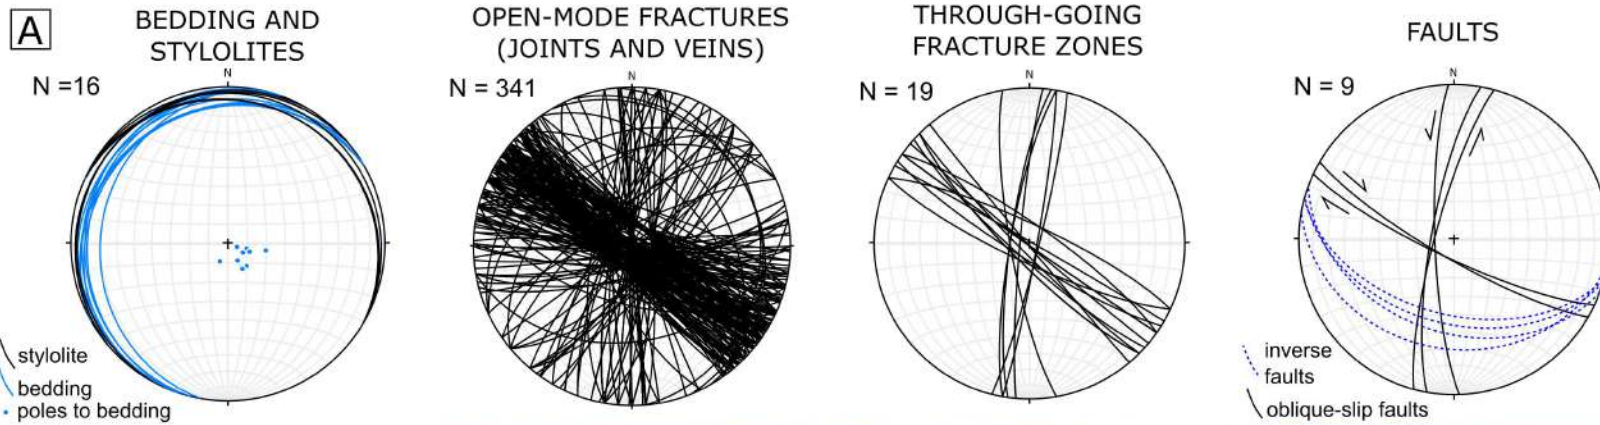 A
BEDDING AND
STYLOLITES
N =16
N
stylolite
bedding
poles to bedding
OPEN-MODE FRACTURES
(JOINTS AND VEINS)
N = 341
N
THROUGH-GOING
FRACTURE ZONES
N = 19
N
FAULTS
N = 9
N
inverse
faults
oblique-slip faults